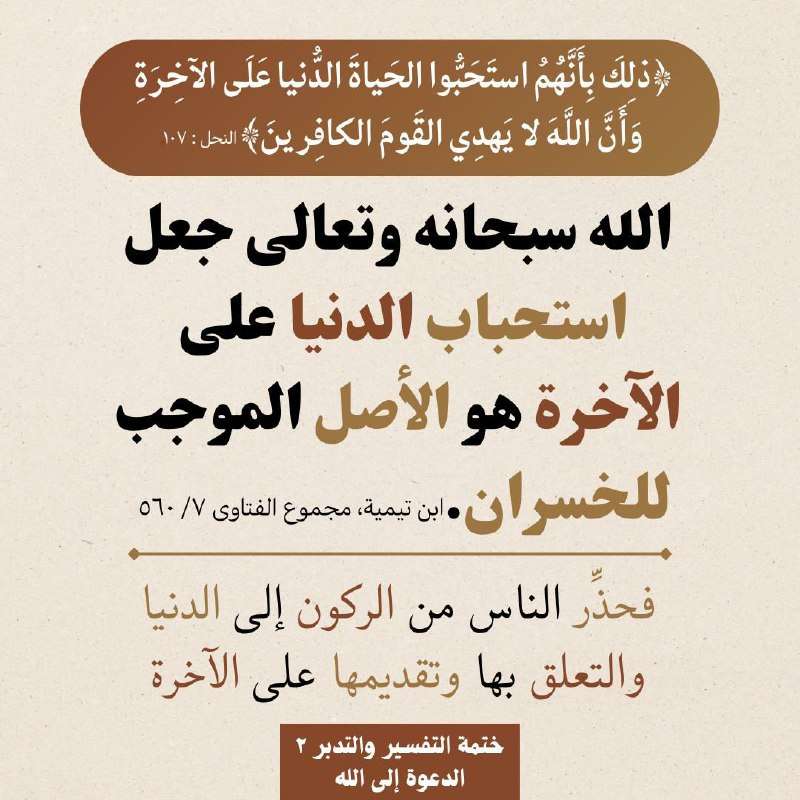 ﴿ذلِكَ بِأَنَّهُمُ استَحَبُّوا الحَياةَ الدُّنيا عَلَى الآخِرَةِ
وَأَنَّ اللَّهَ لا يَهدِي القَومَ الكافِرينَ﴾ النحل : ١٠٧
الله سبحانه وتعالى جعل
استحباب الدنيا على
الآخرة هو الأصل الموجب
للخسران. ابن تيمية، مجموع الفتاوى ٧/ ٥٦٠
فحذِّر الناس من الركون إلى الدنيا
والتعلق بها وتقديمها على الآخرة
ختمة التفسير والتدبر ٢
الدعوة إلى الله